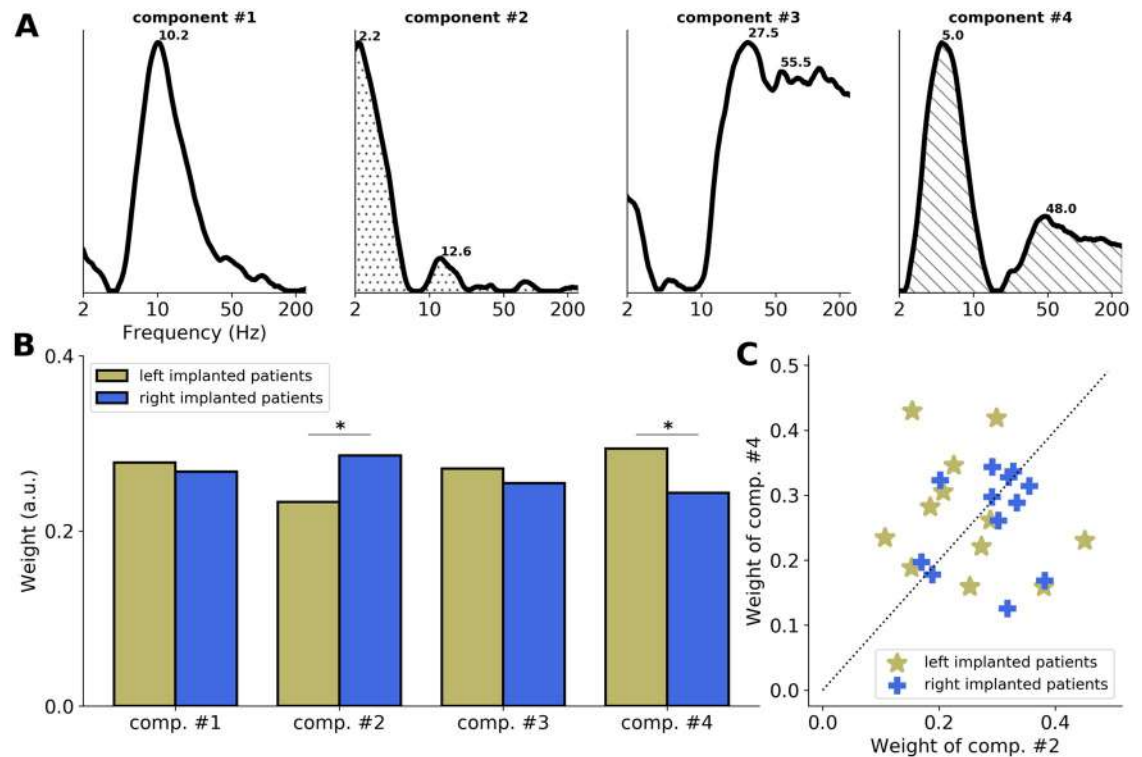 A
component #1
component #2
component #3
component #4
10.2
2.2
12.6
27.5
55.5
5.0
48.0
2 10 50 200
2 10 50 200
2 10 50 200
2 10 50 200
Frequency (Hz)
B
left implanted patients
right implanted patients
*
*
0.4
0.2
0.0
Weight (a.u.)
comp. #1
comp. #2
comp. #3
comp. #4
C
0.5
0.4
0.3
0.2
0.1
0.0
Weight of comp. #4
left implanted patients
right implanted patients
0.0 0.2 0.4
Weight of comp. #2